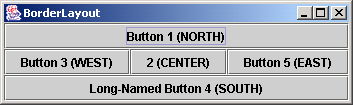 BorderLayout
Button 1 (NORTH)
Button 3 (WEST) 2 (CENTER) Button 5 (EAST)
Long-Named Button 4 (SOUTH)